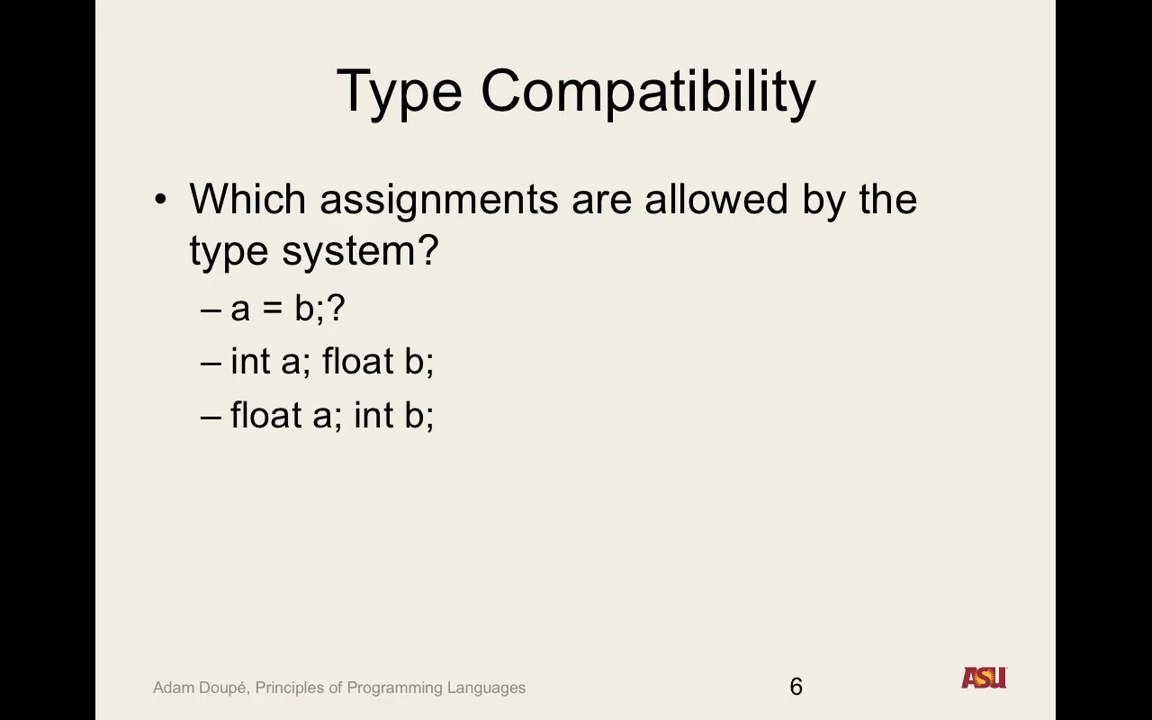 Type Compatibility
• Which assignments are allowed by the
type system?
– a = b;?
– int a; float b;
– float a; int b;
Adam Doupé, Principles of Programming Languages
6
ASU